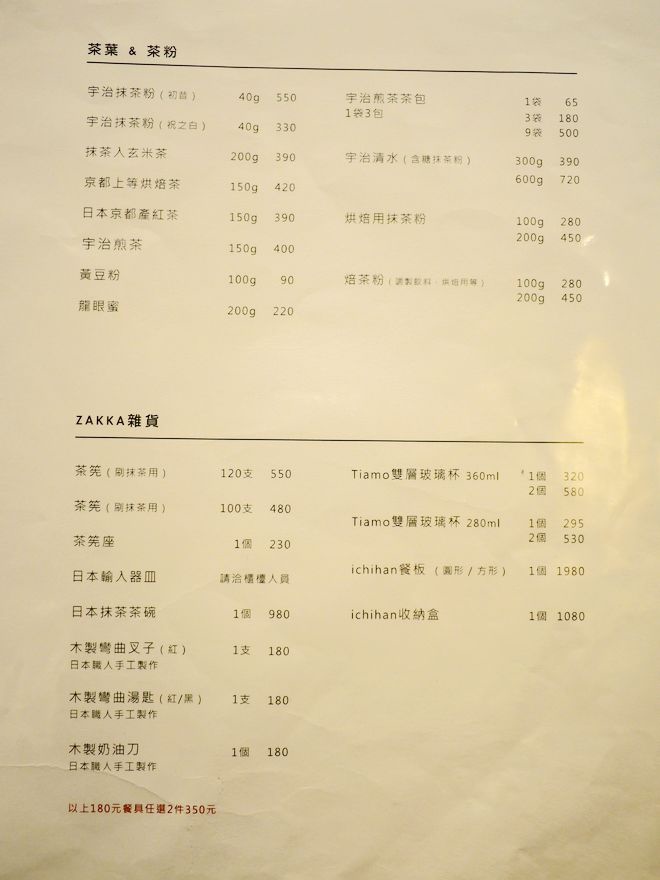 茶葉 & 茶粉
宇治抹茶粉（初昔） 40g 550
宇治抹茶粉（祝之白） 40g 330
抹茶入玄米茶 200g 390
京都上等烘焙茶 150g 420
日本京都產紅茶 150g 390
宇治煎茶 150g 400
黃豆粉 100g 90
龍眼蜜 200g 220
宇治煎茶茶包 1袋 65
1袋3包 3袋 180
9袋 500
宇治清水（含糖抹茶粉） 300g 390
600g 720
烘焙用抹茶粉 100g 280
200g 450
焙茶粉（調製飲料、烘焙用等） 100g 280
200g 450
ZAKKA雜貨
茶筅（刷抹茶用） 120支 550
茶筅（刷抹茶用） 100支 480
茶筅座 1個 230
日本輸入器皿 請洽櫃檯人員
日本抹茶茶碗 1個 980
木製彎曲叉子（紅） 1支 180
日本職人手工製作
木製彎曲湯匙（紅/黑） 1支 180
日本職人手工製作
木製奶油刀 1個 180
日本職人手工製作
Tiamo雙層玻璃杯 360ml 1個 320
2個 580
Tiamo雙層玻璃杯 280ml 1個 295
2個 530
ichihan餐板（圓形/方形） 1個 1980
ichihan收納盒 1個 1080
以上180元餐具任選2件350元